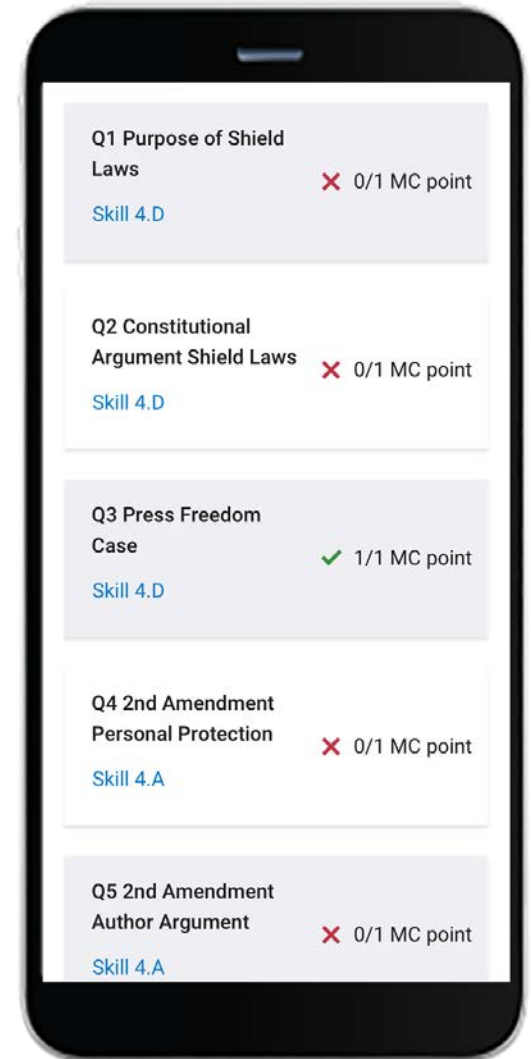 Q1 Purpose of Shield
Laws
0/1 MC point
Skill 4.D
Q2 Constitutional
Argument Shield Laws
0/1 MC point
Skill 4.D
Q3 Press Freedom
Case
1/1 MC point
Skill 4.D
Q4 2nd Amendment
Personal Protection
0/1 MC point
Skill 4.A
Q5 2nd Amendment
Author Argument
0/1 MC point
Skill 4.A